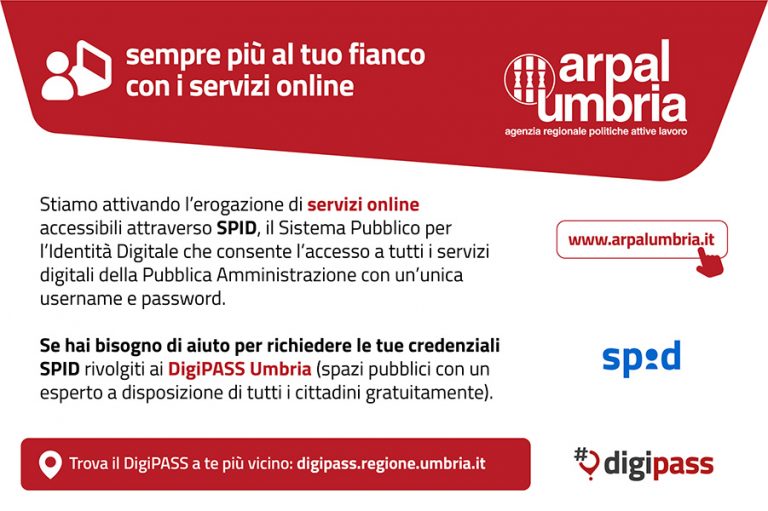 sempre più al tuo fianco
con i servizi online
arpal
umbria
agenzia regionale politiche attive lavoro
Stiamo attivando l'erogazione di servizi online
accessibili attraverso SPID, il Sistema Pubblico per
l'Identità Digitale che consente l'accesso a tutti i servizi
digitali della Pubblica Amministrazione con un'unica
username e password.
www.arpalumbria.it
Se hai bisogno di aiuto per richiedere le tue credenziali
SPID rivolgiti ai DigiPASS Umbria (spazi pubblici con un
esperto a disposizione di tutti i cittadini gratuitamente).
spid
Trova il DigiPASS a te più vicino: digipass.regione.umbria.it
#digipass